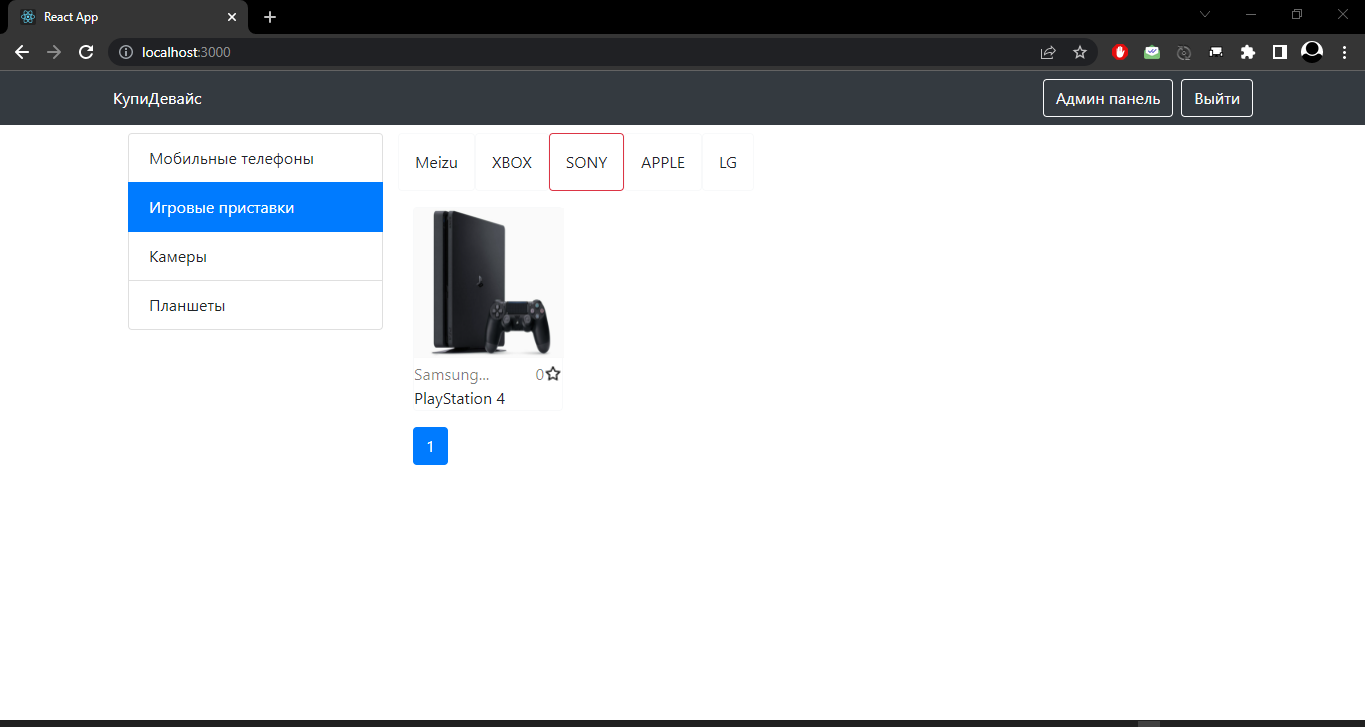 React App
localhost:3000
КупиДевайс
Админ панель
Выйти
Мобильные телефоны
Игровые приставки
Камеры
Планшеты
Meizu
XBOX
SONY
APPLE
LG
Samsung...
0
PlayStation 4
1